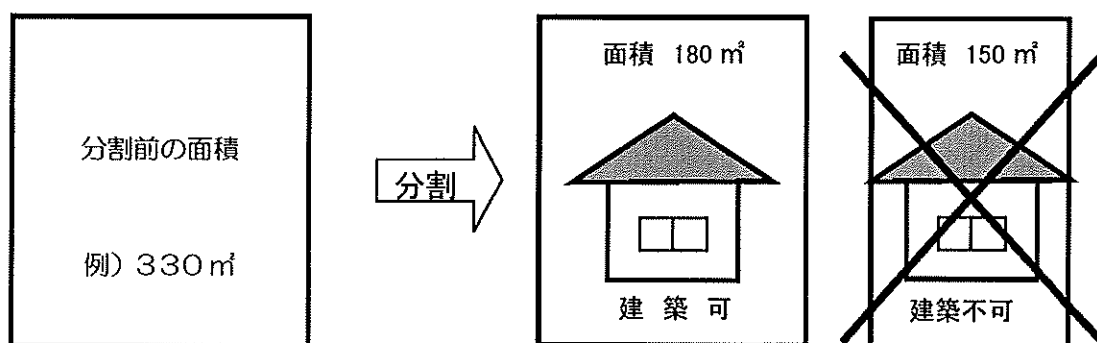 分割前の面積
例）３３０㎡
分割
面積 180 ㎡
建 築 可
面積 150 ㎡
建築不可